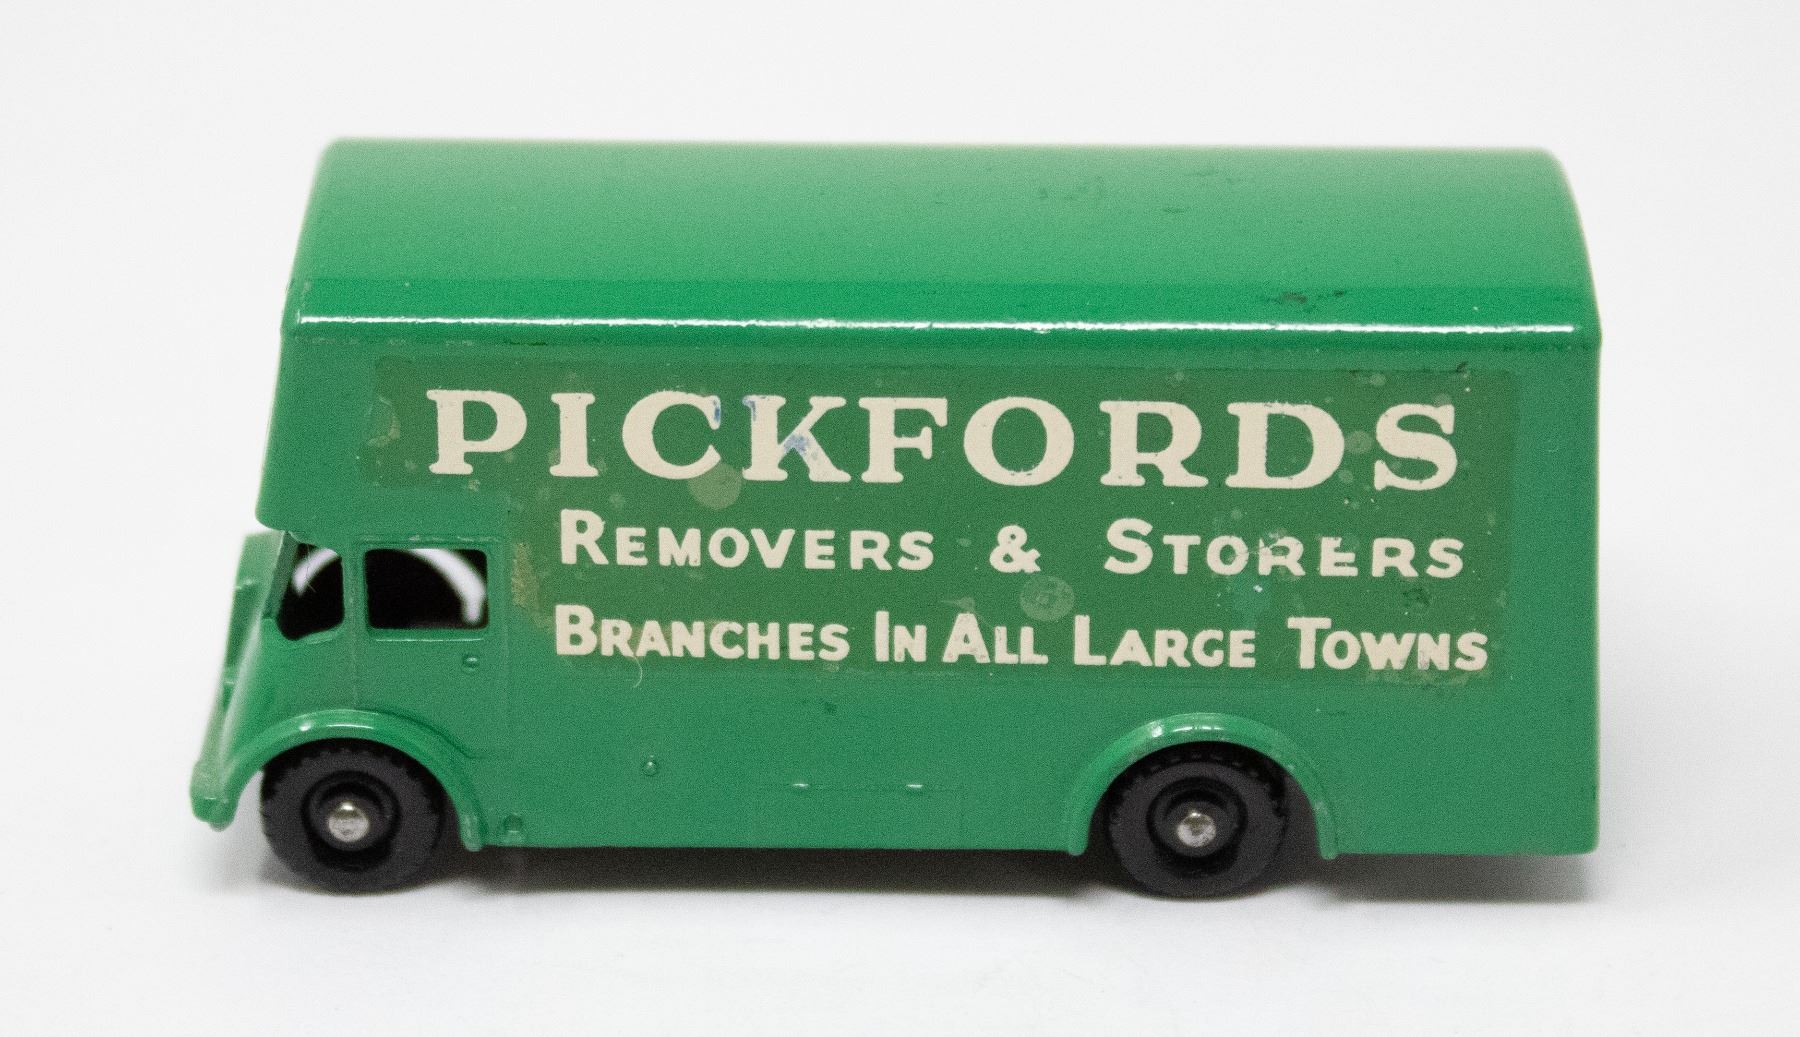 PICKFORDS
REMOVERS & STORERS
BRANCHES IN ALL LARGE TOWNS